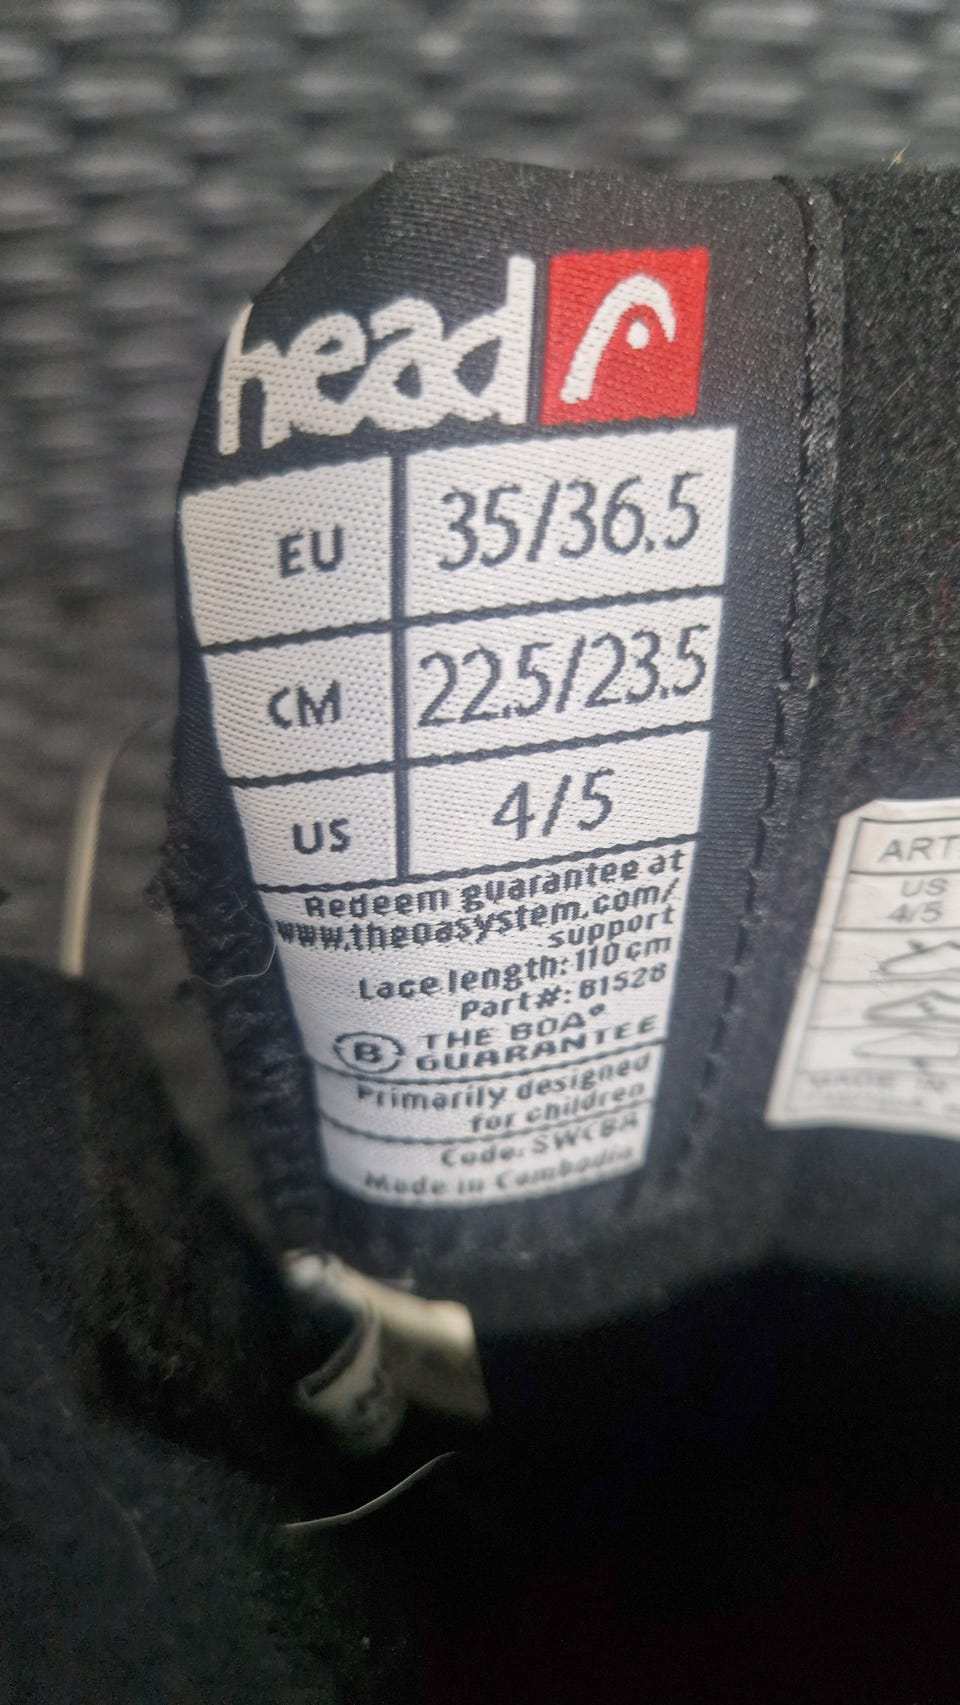 head
EU 35/36.5
CM 22.5/23.5
US 4/5
Redeem guarantee at
www.theoasystem.com/
support
Lace length: 110 cm
Part#: B1528
B THE BOA®
GUARANTEE
Primarily designed
for children
Code: SWCBA
Made in Cambodia
ART
US
4/5
MADE IN